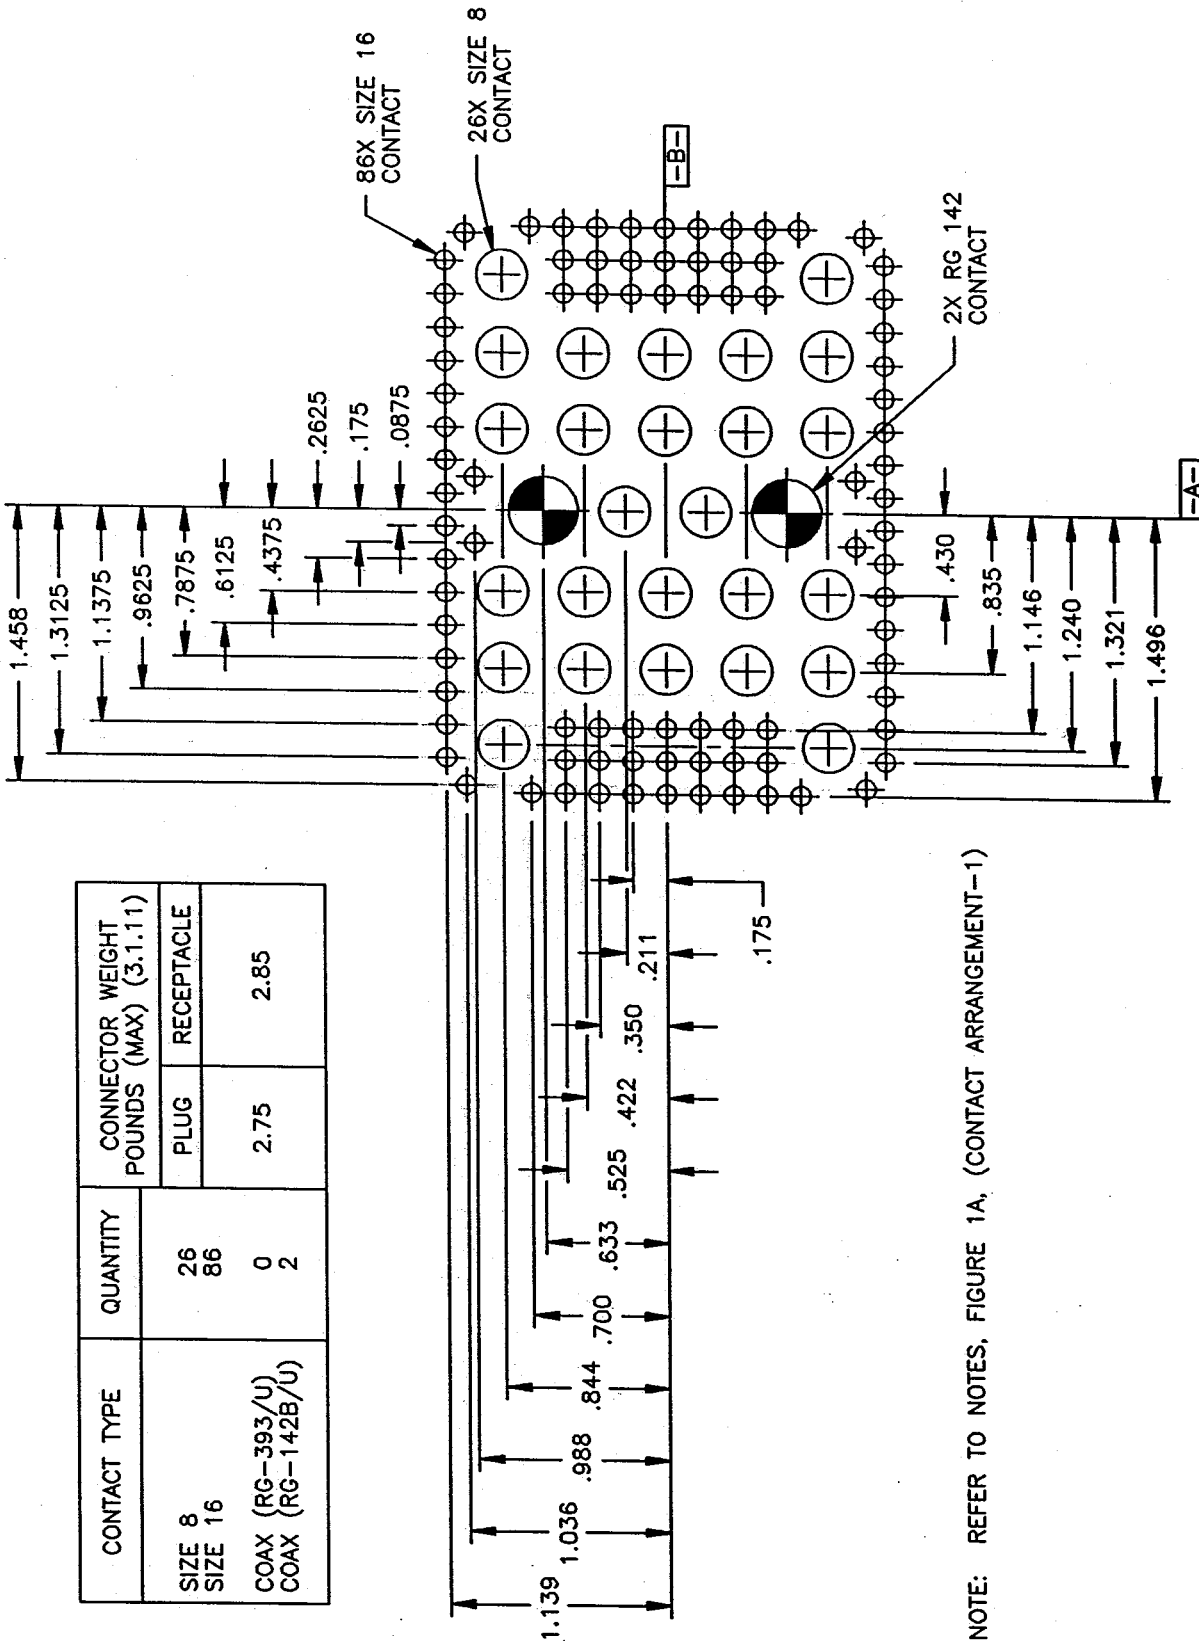 CONTACT TYPE
QUANTITY
CONNECTOR WEIGHT
POUNDS (MAX) (3.1.11)
PLUG
RECEPTACLE
SIZE 8
26
SIZE 16
86
2.75
2.85
COAX (RG-393/U)
0
COAX (RG-142B/U)
2
1.458
1.3125
1.1375
.9625
.7875
.6125
.4375
.2625
.175
.0875
86X SIZE 16
CONTACT
26X SIZE 8
CONTACT
-B-
2X RG 142
CONTACT
-A-
.430
.835
1.146
1.240
1.321
1.496
1.139
1.036
.988
.844
.700
.633
.525
.422
.350
.211
.175
NOTE: REFER TO NOTES, FIGURE 1A, (CONTACT ARRANGEMENT-1)